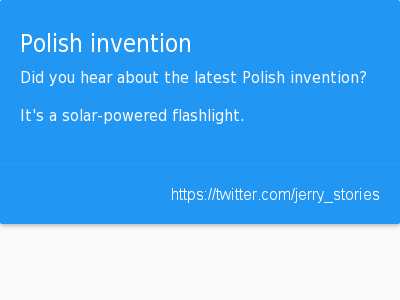 Polish invention
Did you hear about the latest Polish invention?
It's a solar-powered flashlight.
https://twitter.com/jerry_stories